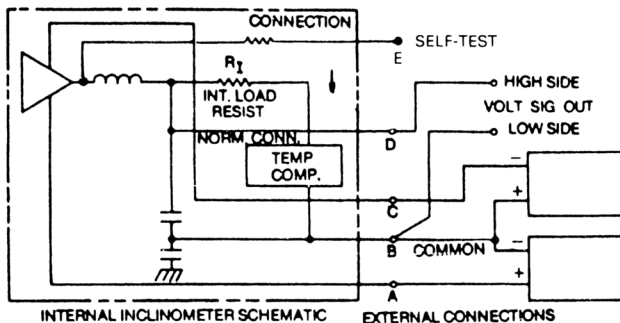 CONNECTION
SELF-TEST
E
R_I
INT. LOAD
RESIST
HIGH SIDE
VOLT SIG OUT
LOW SIDE
NORM CONN.
D
TEMP
COMP.
C
−
+
B
COMMON
−
+
A
INTERNAL INCLINOMETER SCHEMATIC
EXTERNAL CONNECTIONS